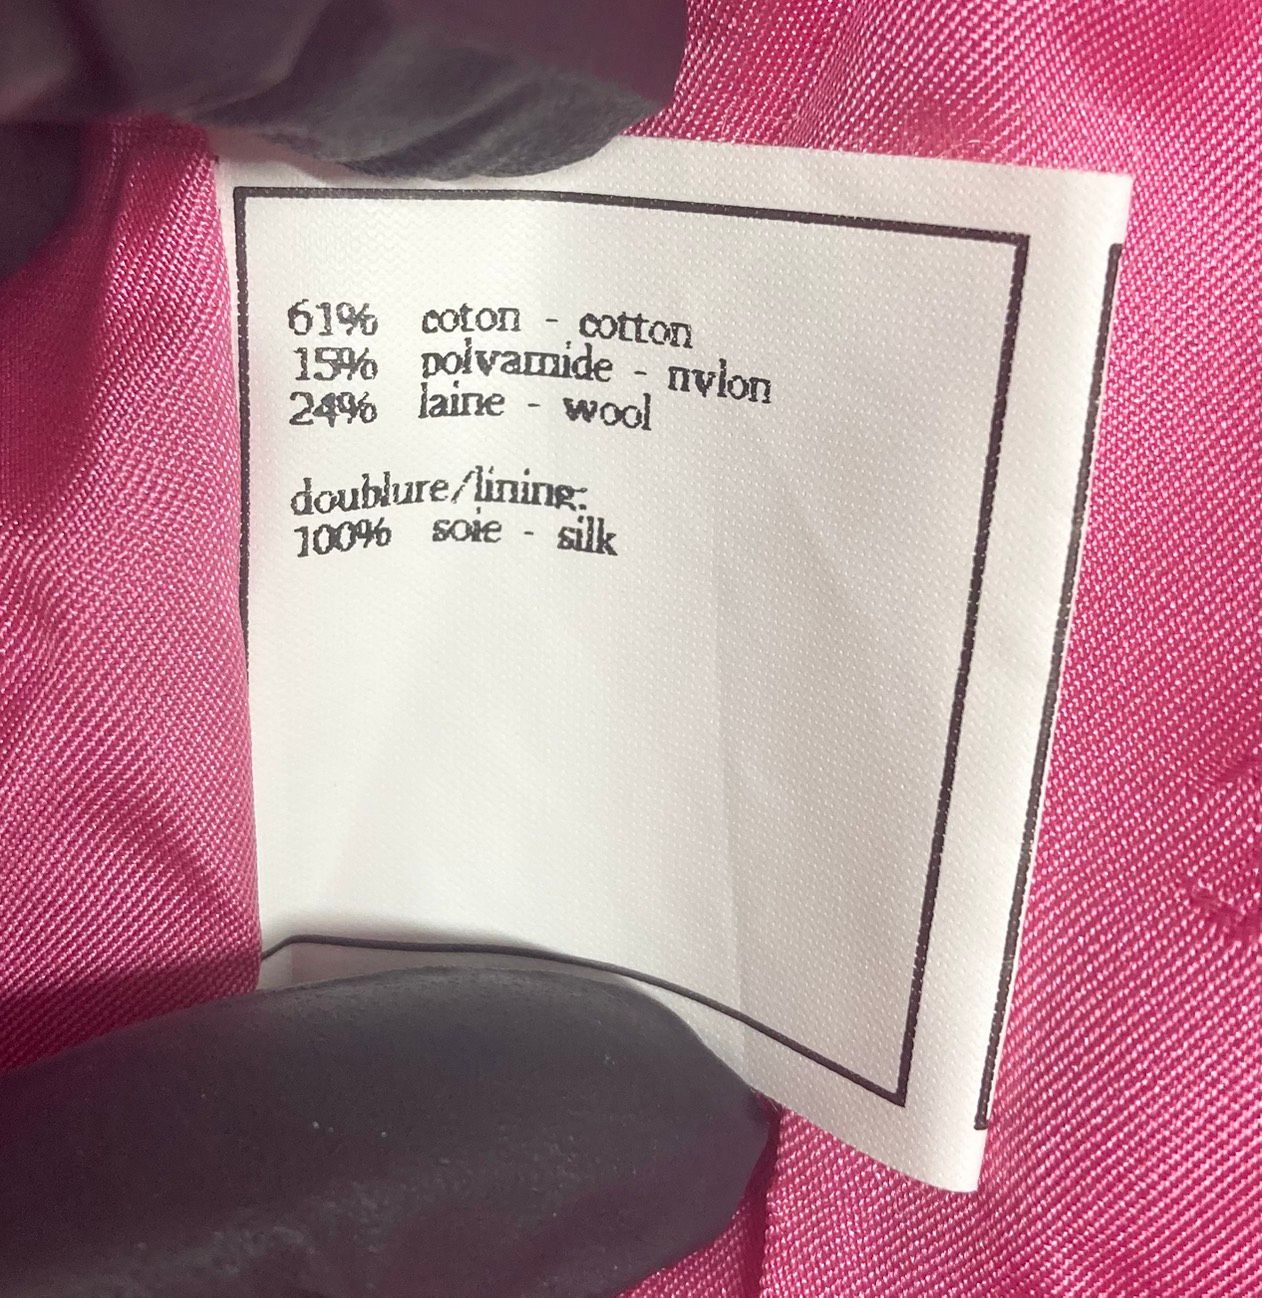 61% coton - cotton
15% polyamide - nylon
24% laine - wool
doublure/lining:
100% soie - silk